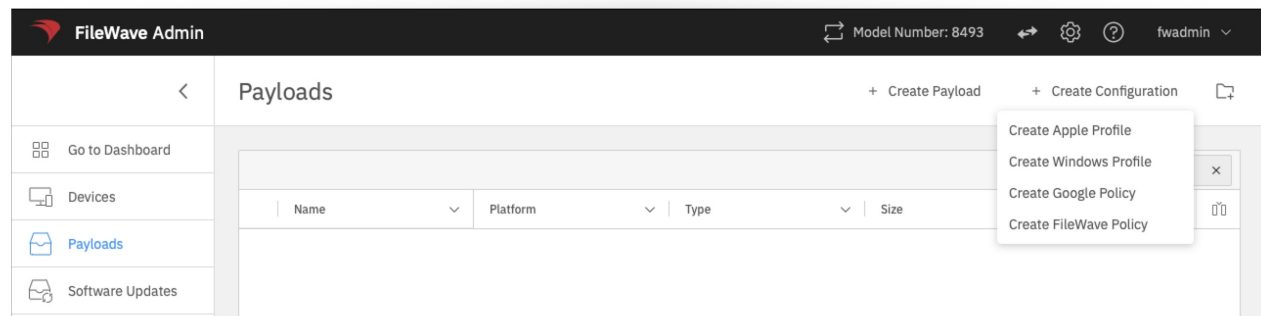 FileWave Admin
Model Number: 8493
fwadmin
Payloads
+ Create Payload
+ Create Configuration
Create Apple Profile
Create Windows Profile
Create Google Policy
Create FileWave Policy
Go to Dashboard
Devices
Payloads
Software Updates
Name
Platform
Type
Size